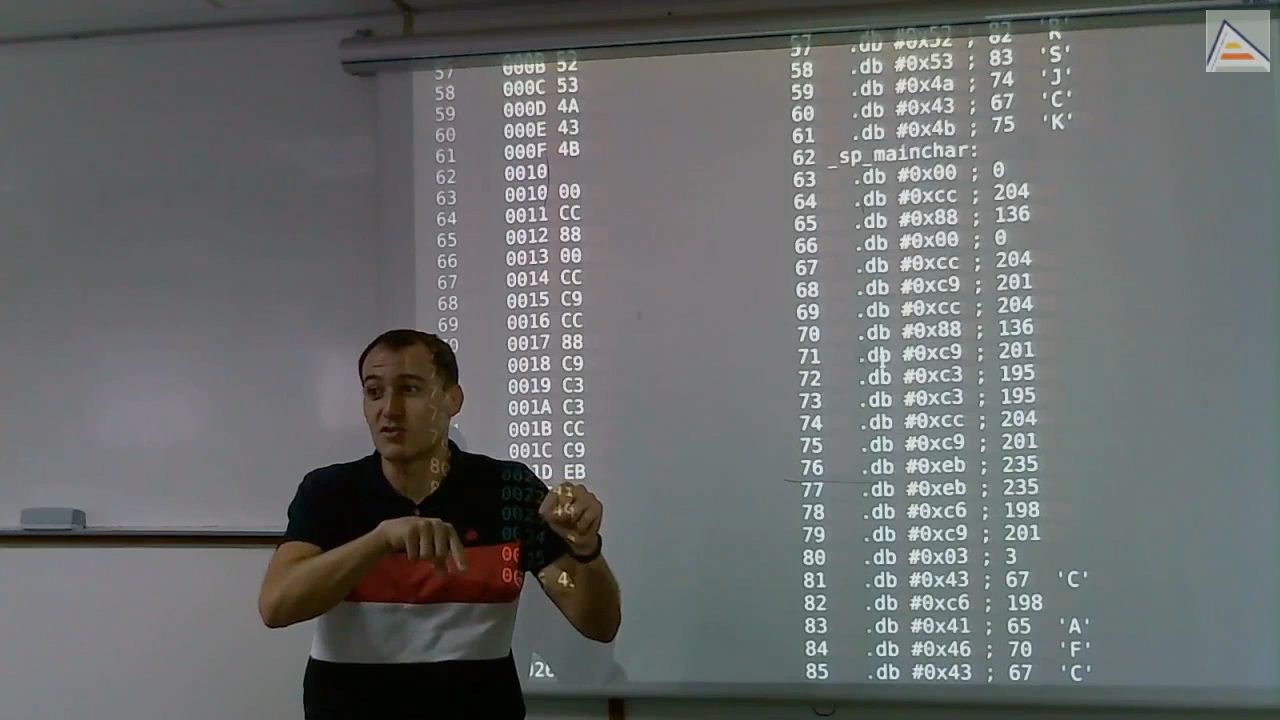 57 000B 52 57 .db #0x52 ; 82 'R'
58 000C 53 58 .db #0x53 ; 83 'S'
59 000D 4A 59 .db #0x4a ; 74 'J'
60 000E 43 60 .db #0x43 ; 67 'C'
61 000F 4B 61 .db #0x4b ; 75 'K'
62 0010 62 _sp_mainchar:
63 0010 00 63 .db #0x00 ; 0
64 0011 CC 64 .db #0xcc ; 204
65 0012 88 65 .db #0x88 ; 136
66 0013 00 66 .db #0x00 ; 0
67 0014 CC 67 .db #0xcc ; 204
68 0015 C9 68 .db #0xc9 ; 201
69 0016 CC 69 .db #0xcc ; 204
0017 88 70 .db #0x88 ; 136
0018 C9 71 .db #0xc9 ; 201
0019 C3 72 .db #0xc3 ; 195
001A C3 73 .db #0xc3 ; 195
001B CC 74 .db #0xcc ; 204
001C C9 75 .db #0xc9 ; 201
1D EB 76 .db #0xeb ; 235
77 .db #0xeb ; 235
78 .db #0xc6 ; 198
79 .db #0xc9 ; 201
80 .db #0x03 ; 3
81 .db #0x43 ; 67 'C'
82 .db #0xc6 ; 198
83 .db #0x41 ; 65 'A'
84 .db #0x46 ; 70 'F'
85 .db #0x43 ; 67 'C'